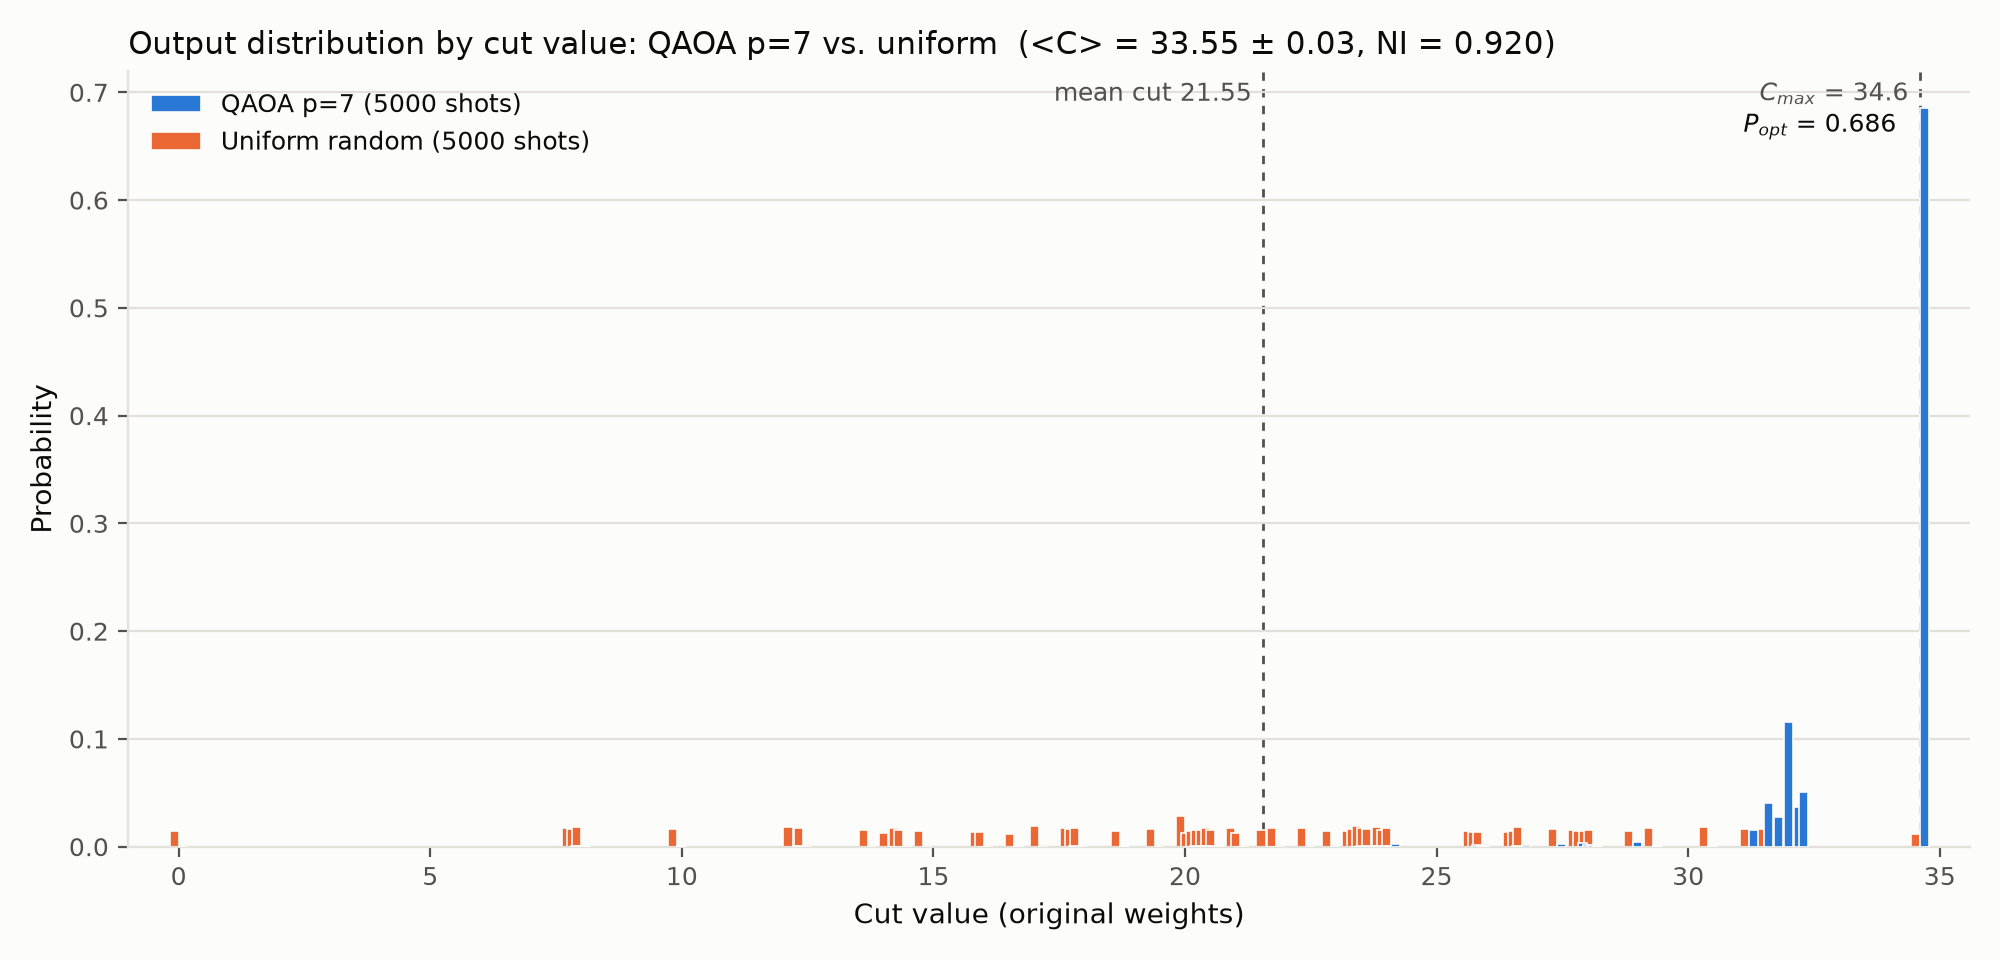 Output distribution by cut value: QAOA p=7 vs. uniform (<C> = 33.55 ± 0.03, NI = 0.920)
QAOA p=7 (5000 shots)
Uniform random (5000 shots)
mean cut 21.55
C_max = 34.6
P_opt = 0.686
Probability
0.7
0.6
0.5
0.4
0.3
0.2
0.1
0.0
0 5 10 15 20 25 30 35
Cut value (original weights)